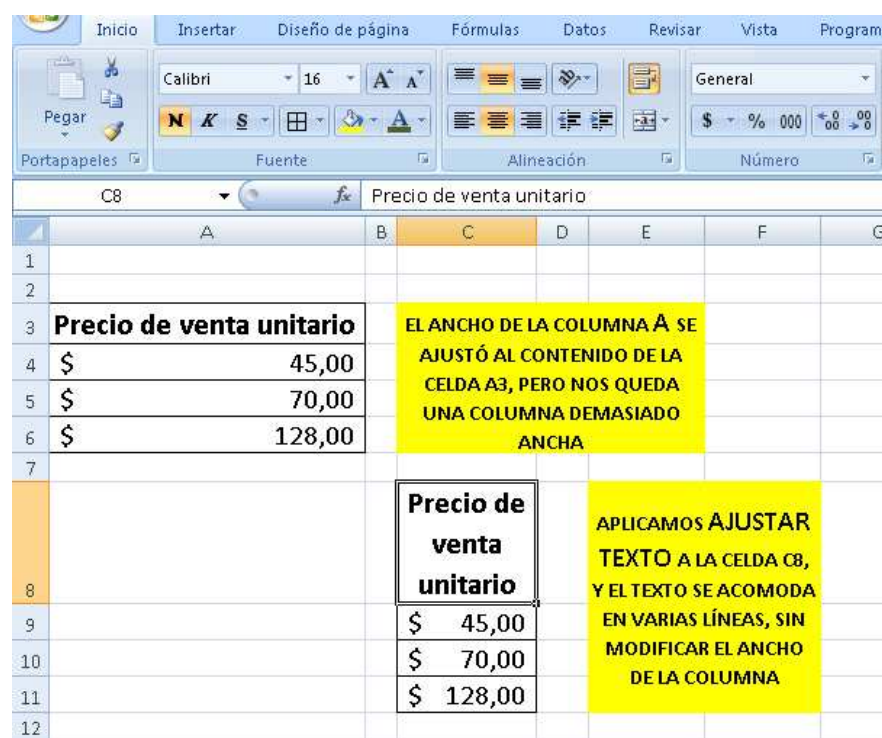 Inicio Insertar Diseño de página Fórmulas Datos Revisar Vista Program
Pegar
Calibri 16 A A General
N K S A $ % 000
Portapapeles Fuente Alineación Número
C8 fx Precio de venta unitario
A B C D E F G
1
2
3 Precio de venta unitario
4 $ 45,00
5 $ 70,00
6 $ 128,00
EL ANCHO DE LA COLUMNA A SE
AJUSTÓ AL CONTENIDO DE LA
CELDA A3, PERO NOS QUEDA
UNA COLUMNA DEMASIADO
ANCHA
7
8
Precio de
venta
unitario
APLICAMOS AJUSTAR
TEXTO A LA CELDA C8,
Y EL TEXTO SE ACOMODA
EN VARIAS LÍNEAS, SIN
MODIFICAR EL ANCHO
DE LA COLUMNA
9 $ 45,00
10 $ 70,00
11 $ 128,00
12